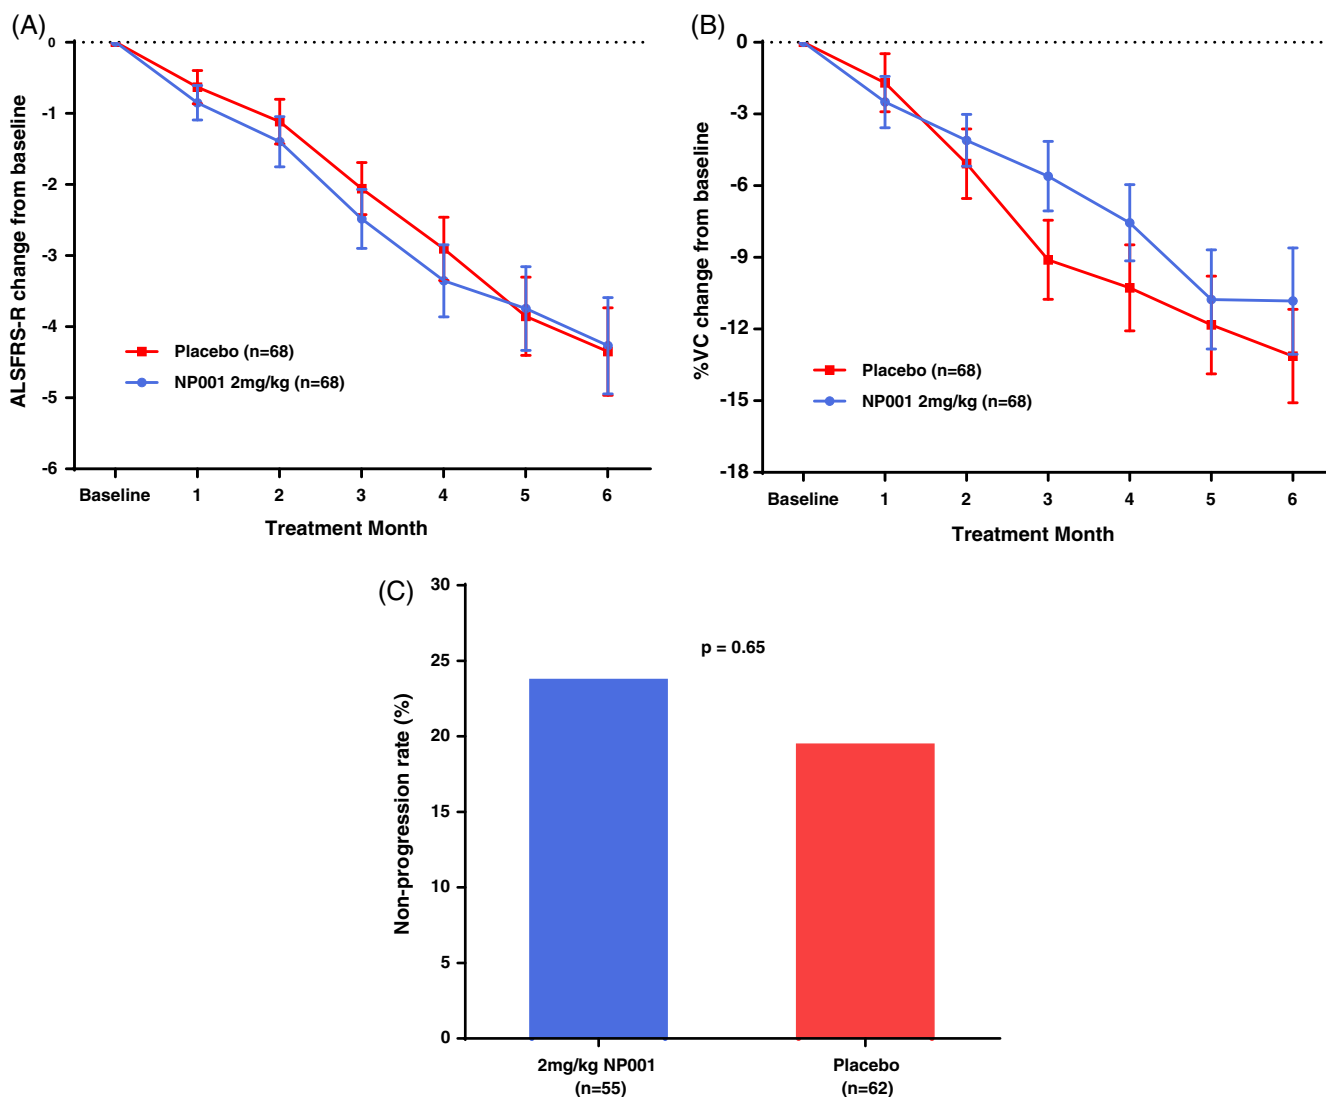 (A)
0
-1
-2
-3
-4
-5
-6
ALSFRS-R change from baseline
Placebo (n=68)
NP001 2mg/kg (n=68)
Baseline 1 2 3 4 5 6
Treatment Month
(B)
0
-3
-6
-9
-12
-15
-18
%VC change from baseline
Placebo (n=68)
NP001 2mg/kg (n=68)
Baseline 1 2 3 4 5 6
Treatment Month
(C)
30
25
20
15
10
5
0
Non-progression rate (%)
p = 0.65
2mg/kg NP001
(n=55)
Placebo
(n=62)